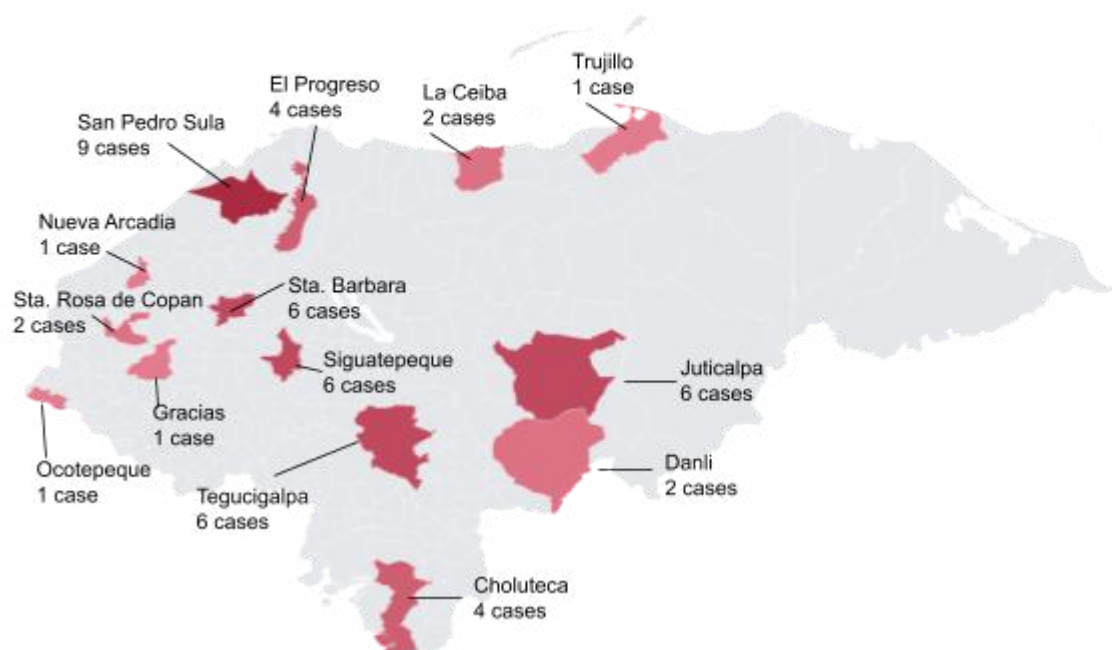 Trujillo
1 case
El Progreso
4 cases
La Ceiba
2 cases
San Pedro Sula
9 cases
Nueva Arcadia
1 case
Sta. Barbara
6 cases
Sta. Rosa de Copan
2 cases
Siguatepeque
6 cases
Juticalpa
6 cases
Gracias
1 case
Ocotepeque
1 case
Danli
2 cases
Tegucigalpa
6 cases
Choluteca
4 cases